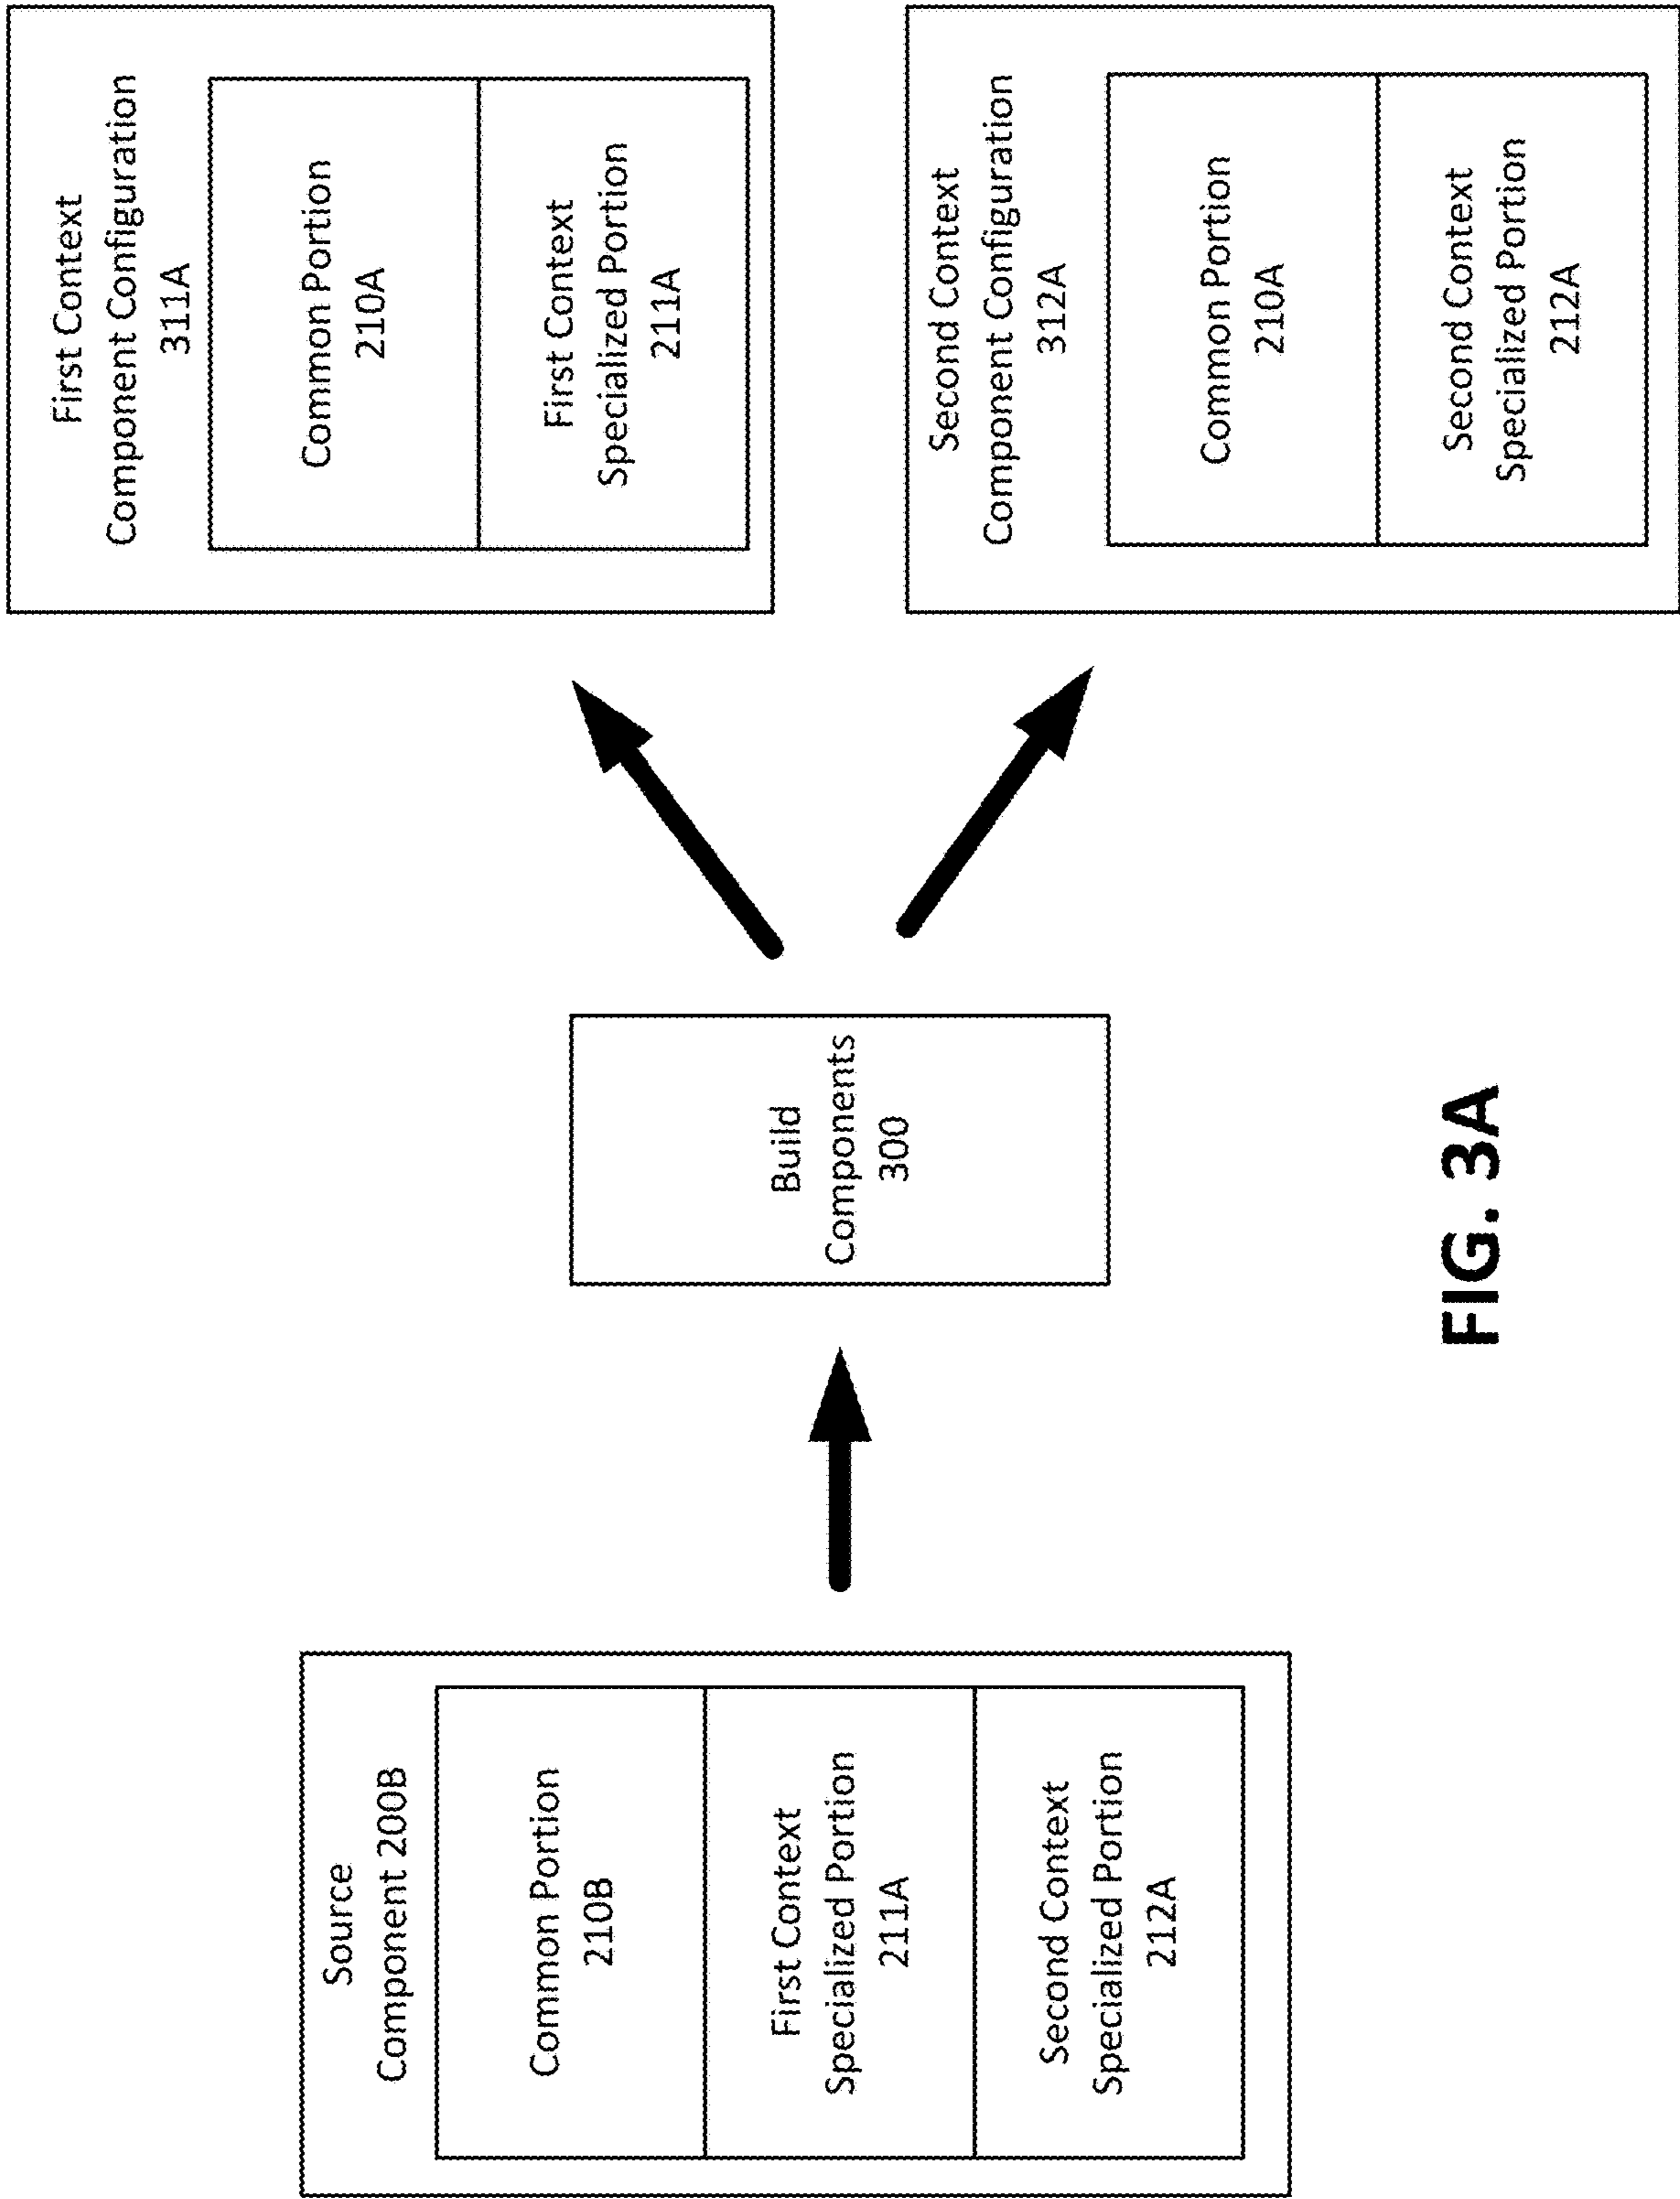 Source
Component 200B
Common Portion
210B
First Context
Specialized Portion
211A
Second Context
Specialized Portion
212A
Build
Components
300
First Context
Component Configuration
311A
Common Portion
210A
First Context
Specialized Portion
211A
Second Context
Component Configuration
312A
Common Portion
210A
Second Context
Specialized Portion
212A
FIG. 3A